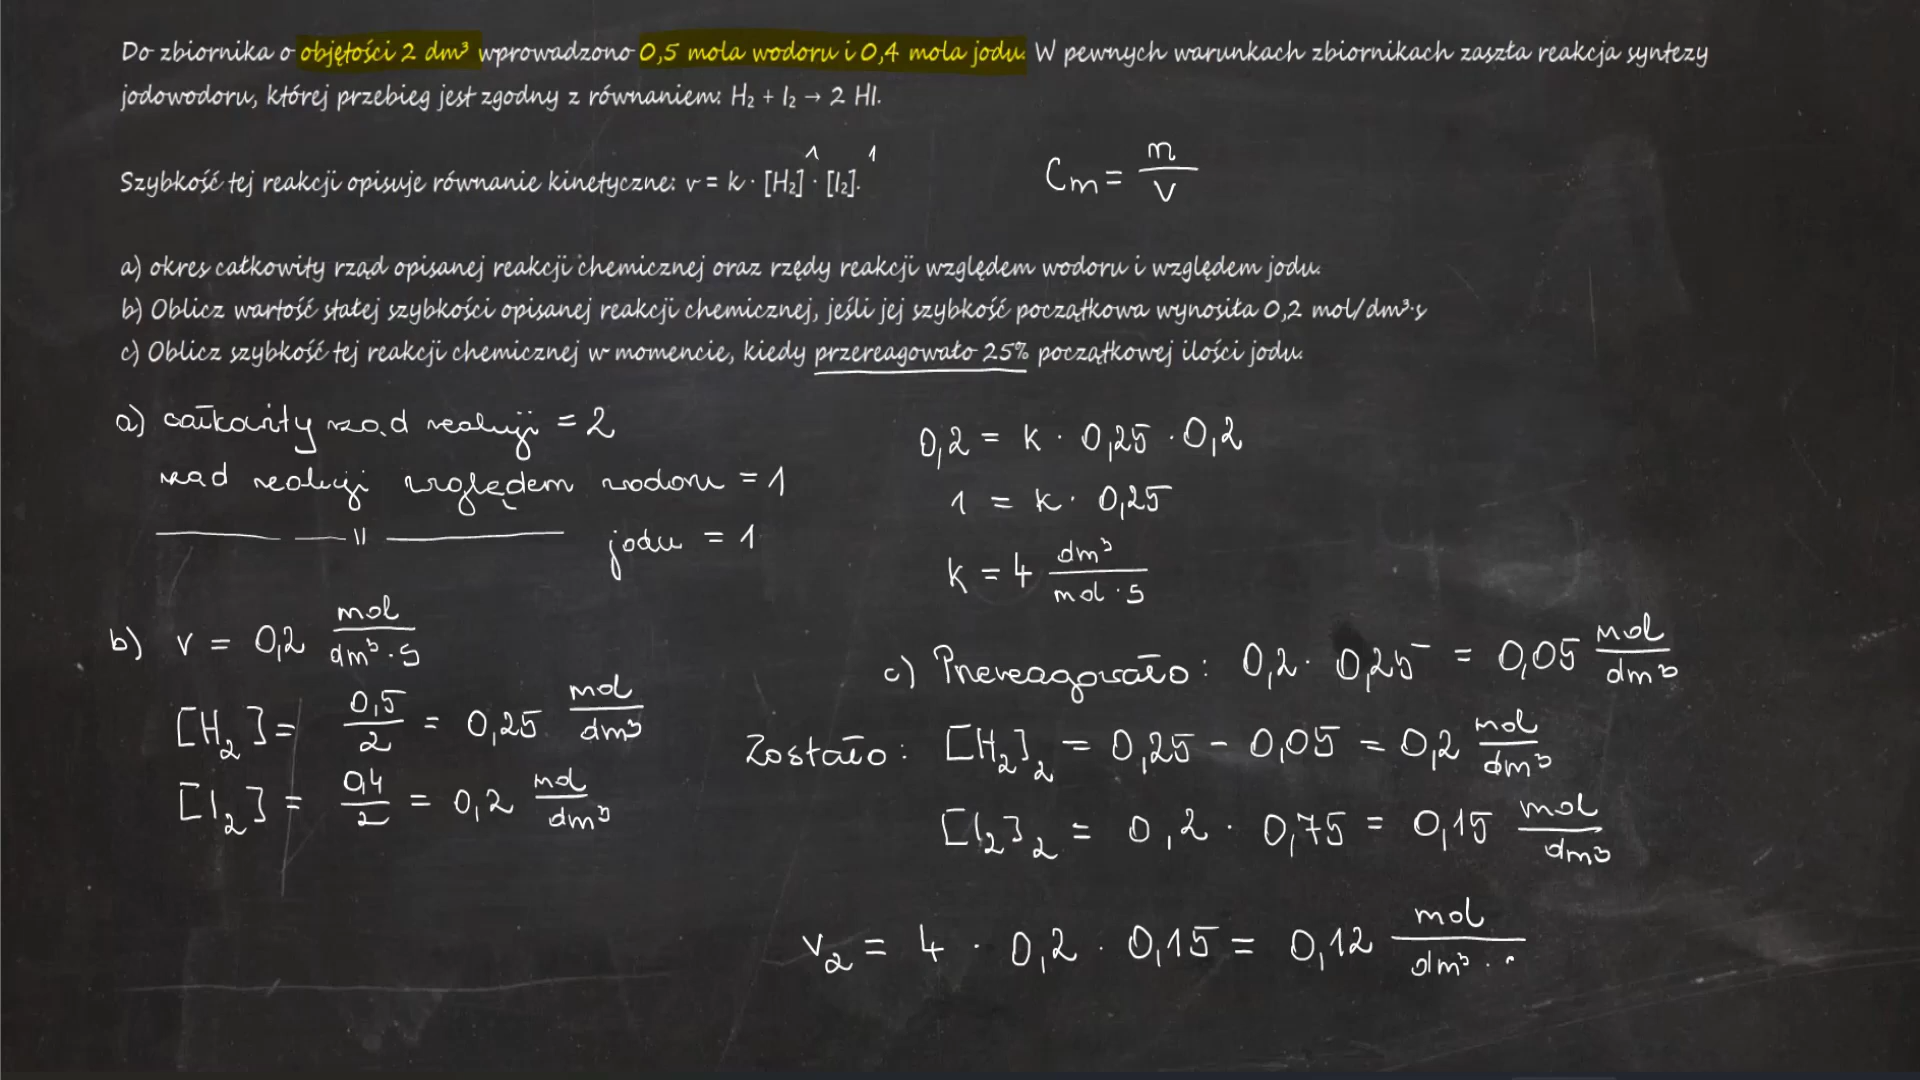 Do zbiornika o objętości 2 dm³ wprowadzono 0,5 mola wodoru i 0,4 mola jodu. W pewnych warunkach zbiornikach zaszła reakcja syntezy
jodowodoru, której przebieg jest zgodny z równaniem: H₂ + I₂ → 2 HI.
Szybkość tej reakcji opisuje równanie kinetyczne: v = k · [H₂]¹ · [I₂]¹.
Cm = n/V
a) okres całkowity rząd opisanej reakcji chemicznej oraz rzędy reakcji względem wodoru i względem jodu.
b) Oblicz wartość stałej szybkości opisanej reakcji chemicznej, jeśli jej szybkość początkowa wynosiła 0,2 mol/dm³·s
c) Oblicz szybkość tej reakcji chemicznej w momencie, kiedy przereagowało 25% początkowej ilości jodu.
a) całkowity rząd reakcji = 2
rząd reakcji względem wodoru = 1
—— — 11 —— jodu = 1
b) v = 0,2 mol/dm³·s
[H₂] = 0,5/2 = 0,25 mol/dm³
[I₂] = 0,4/2 = 0,2 mol/dm³
0,2 = k · 0,25 · 0,2
1 = k · 0,25
k = 4 dm³/mol·s
c) Przereagowało: 0,2 · 0,25 = 0,05 mol/dm³
Zostało: [H₂]₂ = 0,25 - 0,05 = 0,2 mol/dm³
[I₂]₂ = 0,2 · 0,75 = 0,15 mol/dm³
v₂ = 4 · 0,2 · 0,15 = 0,12 mol/dm³ ·